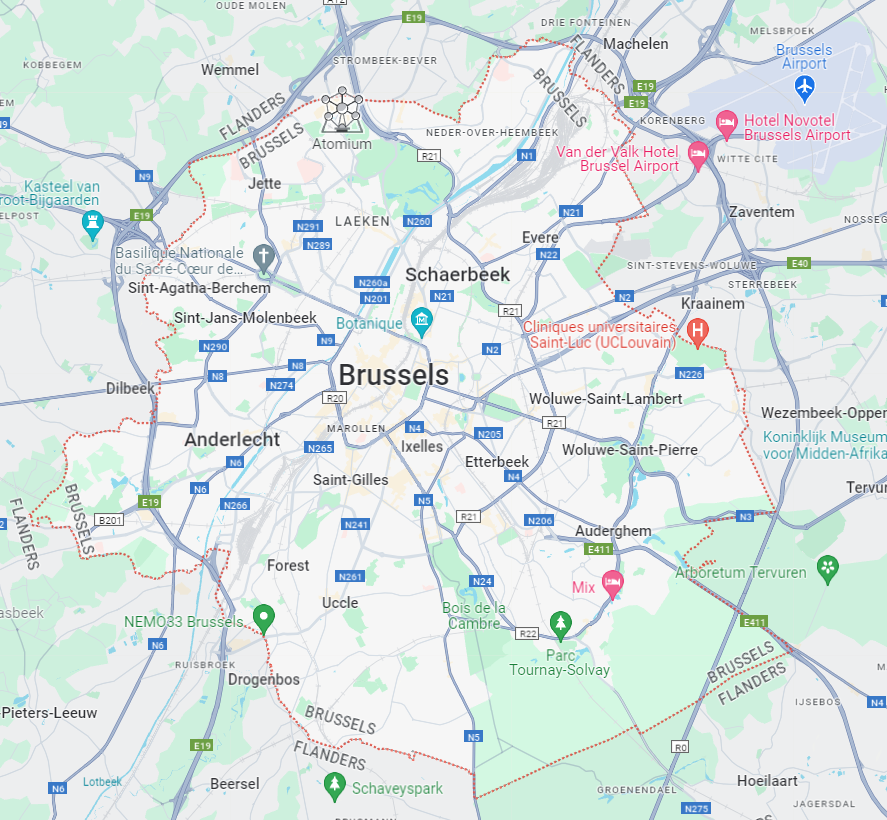 OUDE MOLEN
A12
E19
DRIE FONTEINEN
MELSBROEK
Machelen
Brussels
Airport
KOBBEGEM
Wemmel
STROMBEEK-BEVER
FLANDERS
BRUSSELS
E19
E19
FLANDERS
BRUSSELS
Atomium
NEDER-OVER-HEEMBEEK
KORENBERG
Hotel Novotel
Brussels Airport
R21
N1
Van der Valk Hotel
Brussel Airport
WITTE CITE
N9
Kasteel van
root-Bijgaarden
Jette
ELPOST
E19
LAEKEN
N260
N21
Zaventem
NOSSEG
N291
N289
Evere
N22
Basilique Nationale
du Sacré-Cœur de...
SINT-STEVENS-WOLUWE
E40
STERREBEEK
Schaerbeek
Sint-Agatha-Berchem
N260a
N201
N21
N2
Kraainem
R21
Sint-Jans-Molenbeek
Botanique
Cliniques universitaires
Saint-Luc (UCLouvain)
N290
N9
N2
N8
N8
N274
Brussels
N226
Dilbeek
R20
Woluwe-Saint-Lambert
Wezembeek-Opper
MAROLLEN
N4
R21
Anderlecht
N265
Ixelles
N205
Koninklijk Museum
voor Midden-Afrika
N6
Etterbeek
Woluwe-Saint-Pierre
N4
Saint-Gilles
N6
Tervur
E19
N266
N5
FLANDERS
BRUSSELS
B201
N241
R21
N206
N3
Auderghem
E411
Forest
N261
N24
Mix
Arboretum Tervuren
asbeek
Uccle
Bois de la
Cambre
NEMO33 Brussels
E411
R22
N6
RUISBROEK
Parc
Tournay-Solvay
BRUSSELS
FLANDERS
Drogenbos
-Pieters-Leeuw
IJSEBOS
N4
BRUSSELS
FLANDERS
N5
E19
R0
Lotbeek
N6
Beersel
Schaveyspark
Hoeilaart
GROENENDAEL
N275
JAGERSDAL